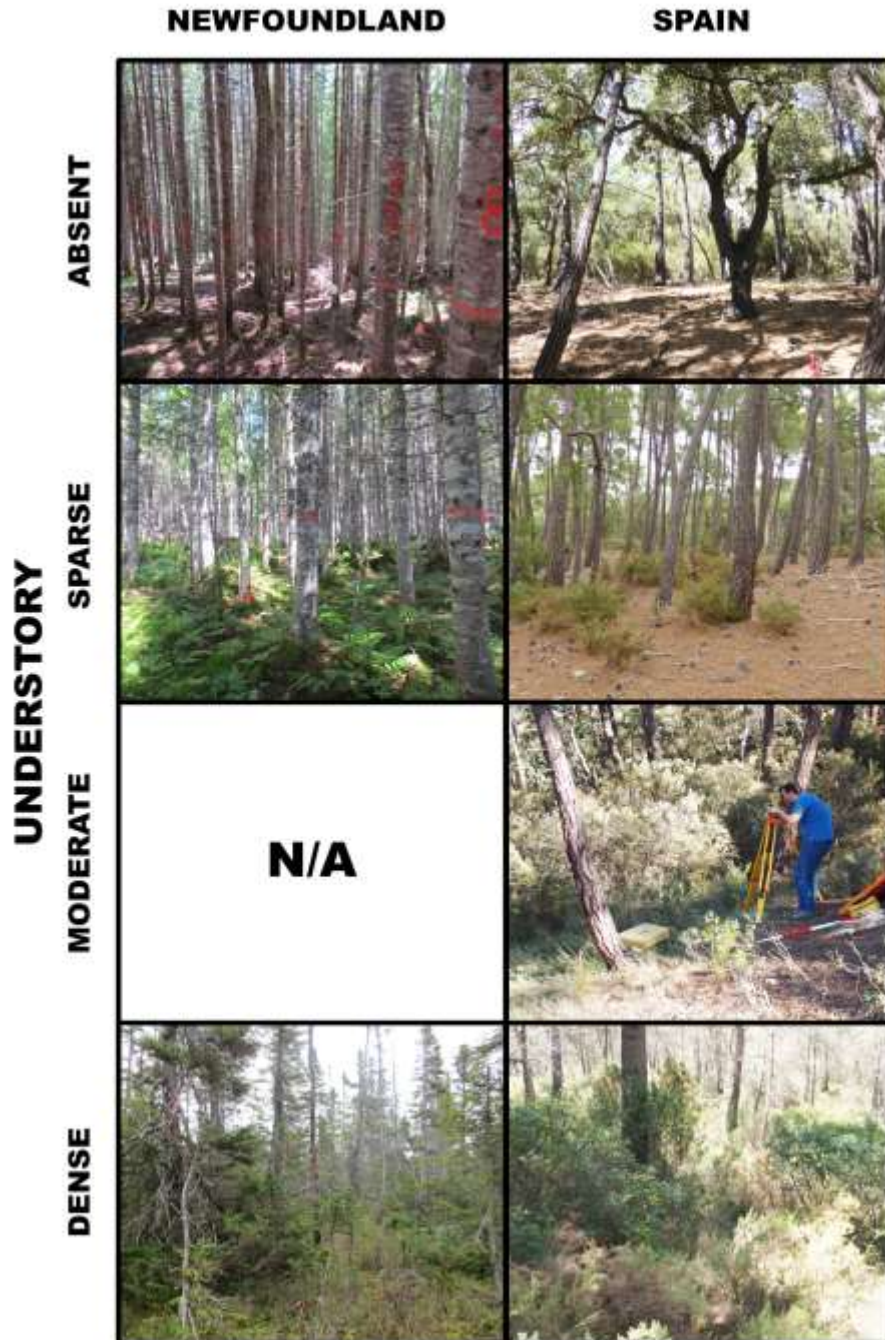 NEWFOUNDLAND
SPAIN
UNDERSTORY
ABSENT
SPARSE
MODERATE
N/A
DENSE